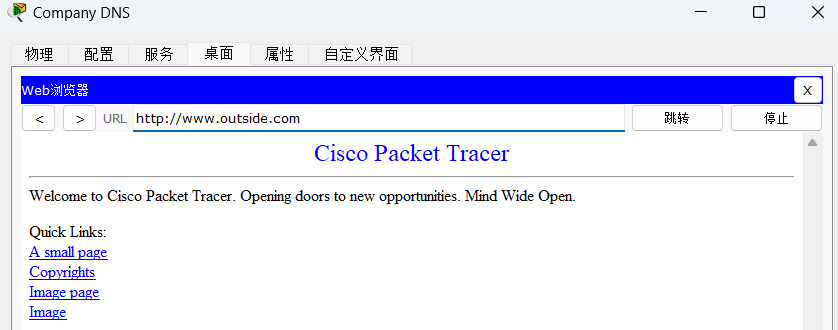 Company DNS
物理 配置 服务 桌面 属性 自定义界面
Web浏览器 X
< > URL http://www.outside.com 跳转 停止
Cisco Packet Tracer
Welcome to Cisco Packet Tracer. Opening doors to new opportunities. Mind Wide Open.
Quick Links:
A small page
Copyrights
Image page
Image